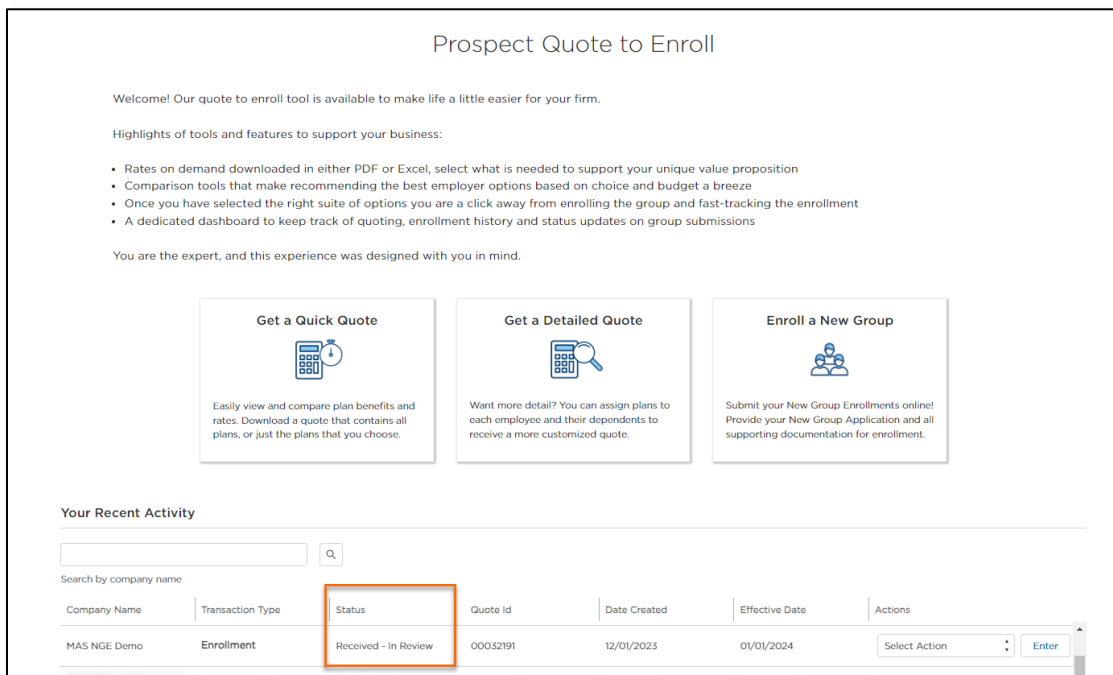 Prospect Quote to Enroll
Welcome! Our quote to enroll tool is available to make life a little easier for your firm.
Highlights of tools and features to support your business:
• Rates on demand downloaded in either PDF or Excel, select what is needed to support your unique value proposition
• Comparison tools that make recommending the best employer options based on choice and budget a breeze
• Once you have selected the right suite of options you are a click away from enrolling the group and fast-tracking the enrollment
• A dedicated dashboard to keep track of quoting, enrollment history and status updates on group submissions
You are the expert, and this experience was designed with you in mind.
Get a Quick Quote
Easily view and compare plan benefits and
rates. Download a quote that contains all
plans, or just the plans that you choose.
Get a Detailed Quote
Want more detail? You can assign plans to
each employee and their dependents to
receive a more customized quote.
Enroll a New Group
Submit your New Group Enrollments online!
Provide your New Group Application and all
supporting documentation for enrollment.
Your Recent Activity
Search by company name
Company Name Transaction Type Status Quote Id Date Created Effective Date Actions
MAS NGE Demo Enrollment Received - In Review 00032191 12/01/2023 01/01/2024 Select Action Enter